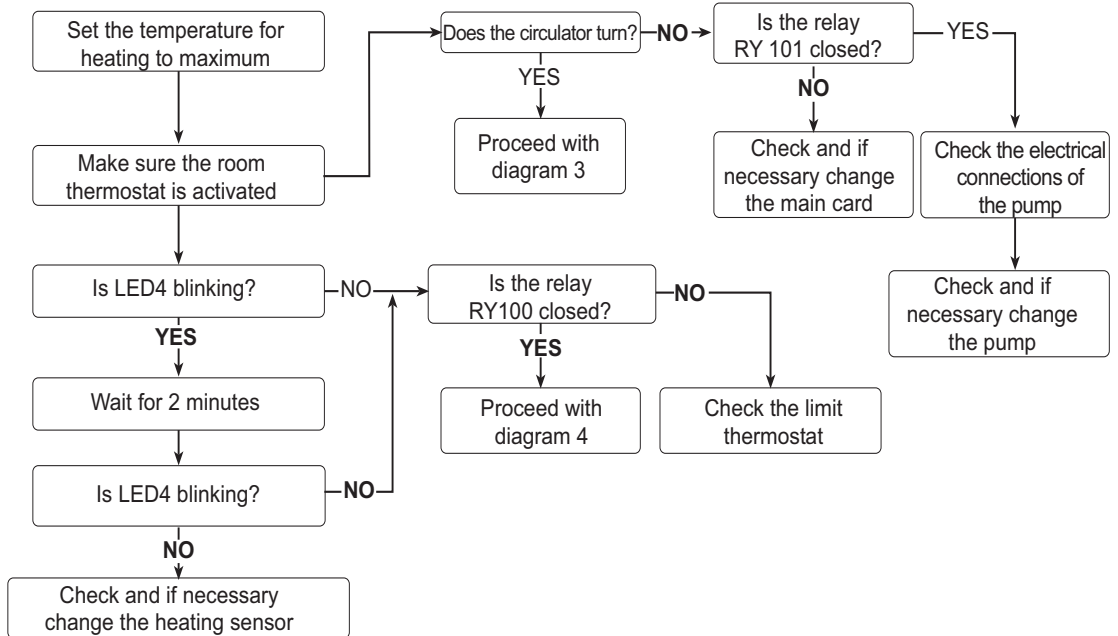 Set the temperature for
heating to maximum
Does the circulator turn?
NO
Is the relay
RY 101 closed?
YES
YES
NO
Make sure the room
thermostat is activated
Proceed with
diagram 3
Check and if
necessary change
the main card
Check the electrical
connections of
the pump
Is LED4 blinking?
NO
Is the relay
RY100 closed?
NO
Check and if
necessary change
the pump
YES
YES
Wait for 2 minutes
Proceed with
diagram 4
Check the limit
thermostat
Is LED4 blinking?
NO
NO
Check and if necessary
change the heating sensor